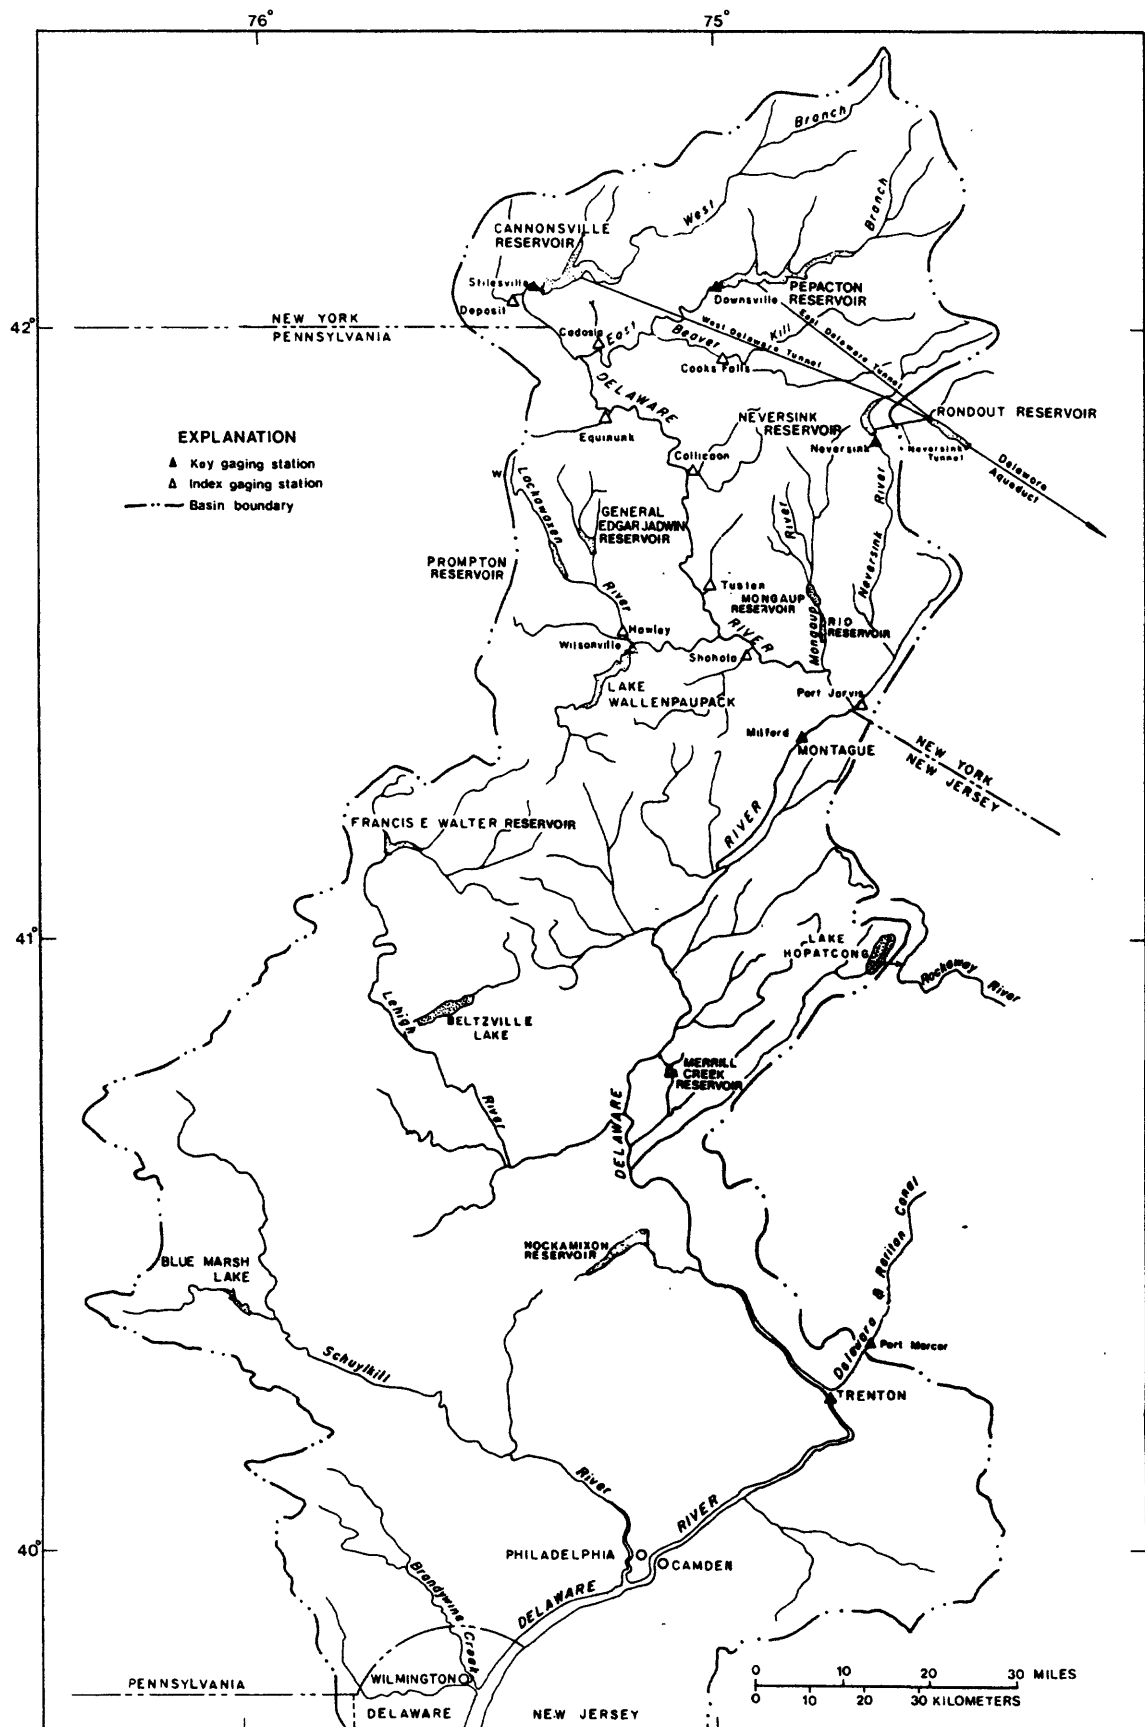 76°
75°
Branch
West
Branch
CANNONSVILLE
RESERVOIR
Stilesville
Deposit
PEPACTON
RESERVOIR
Downsville
42°
NEW YORK
PENNSYLVANIA
Cadosia
East
Beaver
Kill
West Delaware Tunnel
East Delaware Tunnel
Cooks Falls
DELAWARE
Equinunk
NEVERSINK
RESERVOIR
RONDOUT RESERVOIR
Neversink
Neversink
Tunnel
Delaware
Aqueduct
EXPLANATION
Key gaging station
Index gaging station
Basin boundary
W
Lackawaxen
Callicoon
GENERAL
EDGAR JADWIN
RESERVOIR
River
Neversink River
PROMPTON
RESERVOIR
River
Tusten
MONGAUP
RESERVOIR
Mongaup
RIO
RESERVOIR
RIVER
Hawley
Wilsonville
Shohola
LAKE
WALLENPAUPACK
Port Jarvis
Milford
MONTAGUE
NEW YORK
NEW JERSEY
RIVER
FRANCIS E WALTER RESERVOIR
41°
LAKE
HOPATCONG
Rockaway River
Lehigh
BELTZVILLE
LAKE
River
MERRILL
CREEK
RESERVOIR
DELAWARE
NOCKAMIXON
RESERVOIR
BLUE MARSH
LAKE
Delaware & Raritan Canal
Port Mercer
Schuylkill
TRENTON
River
RIVER
40°
PHILADELPHIA
CAMDEN
Brandywine Creek
DELAWARE
WILMINGTON
PENNSYLVANIA
DELAWARE
NEW JERSEY
0 10 20 30 MILES
0 10 20 30 KILOMETERS